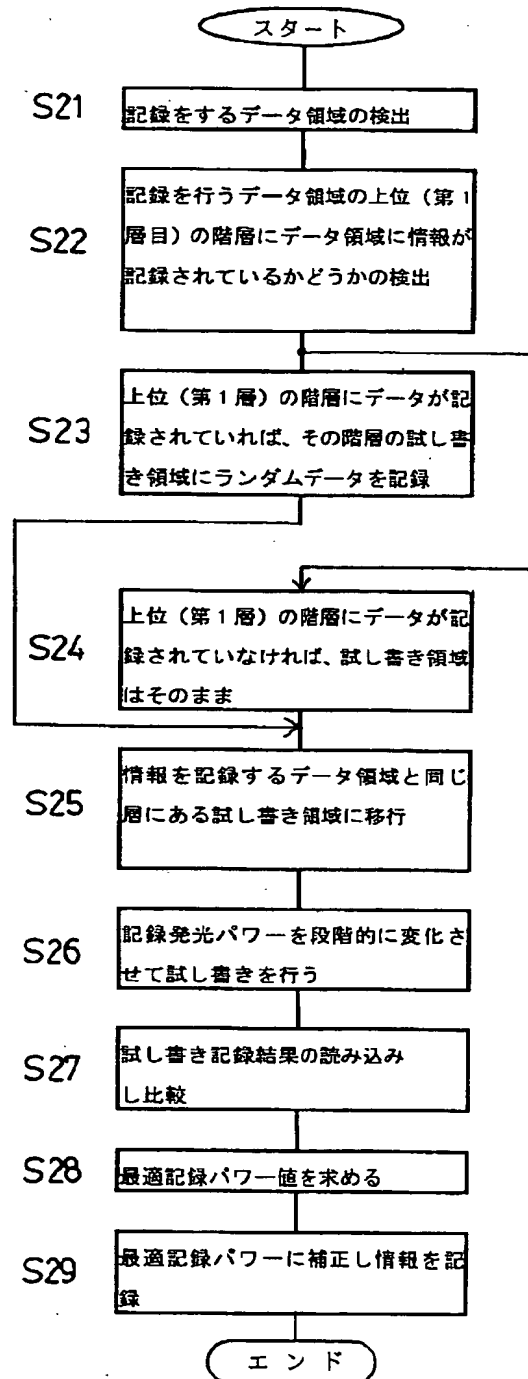 スタート
S21
記録をするデータ領域の検出
S22
記録を行うデータ領域の上位（第1
層目）の階層にデータ領域に情報が
記録されているかどうかの検出
S23
上位（第1層）の階層にデータが記
録されていれば、その階層の試し書
き領域にランダムデータを記録
S24
上位（第1層）の階層にデータが記
録されていなければ、試し書き領域
はそのまま
S25
情報を記録するデータ領域と同じ
層にある試し書き領域に移行
S26
記録発光パワーを段階的に変化さ
せて試し書きを行う
S27
試し書き記録結果の読み込み
し比較
S28
最適記録パワー値を求める
S29
最適記録パワーに補正し情報を記
録
エンド